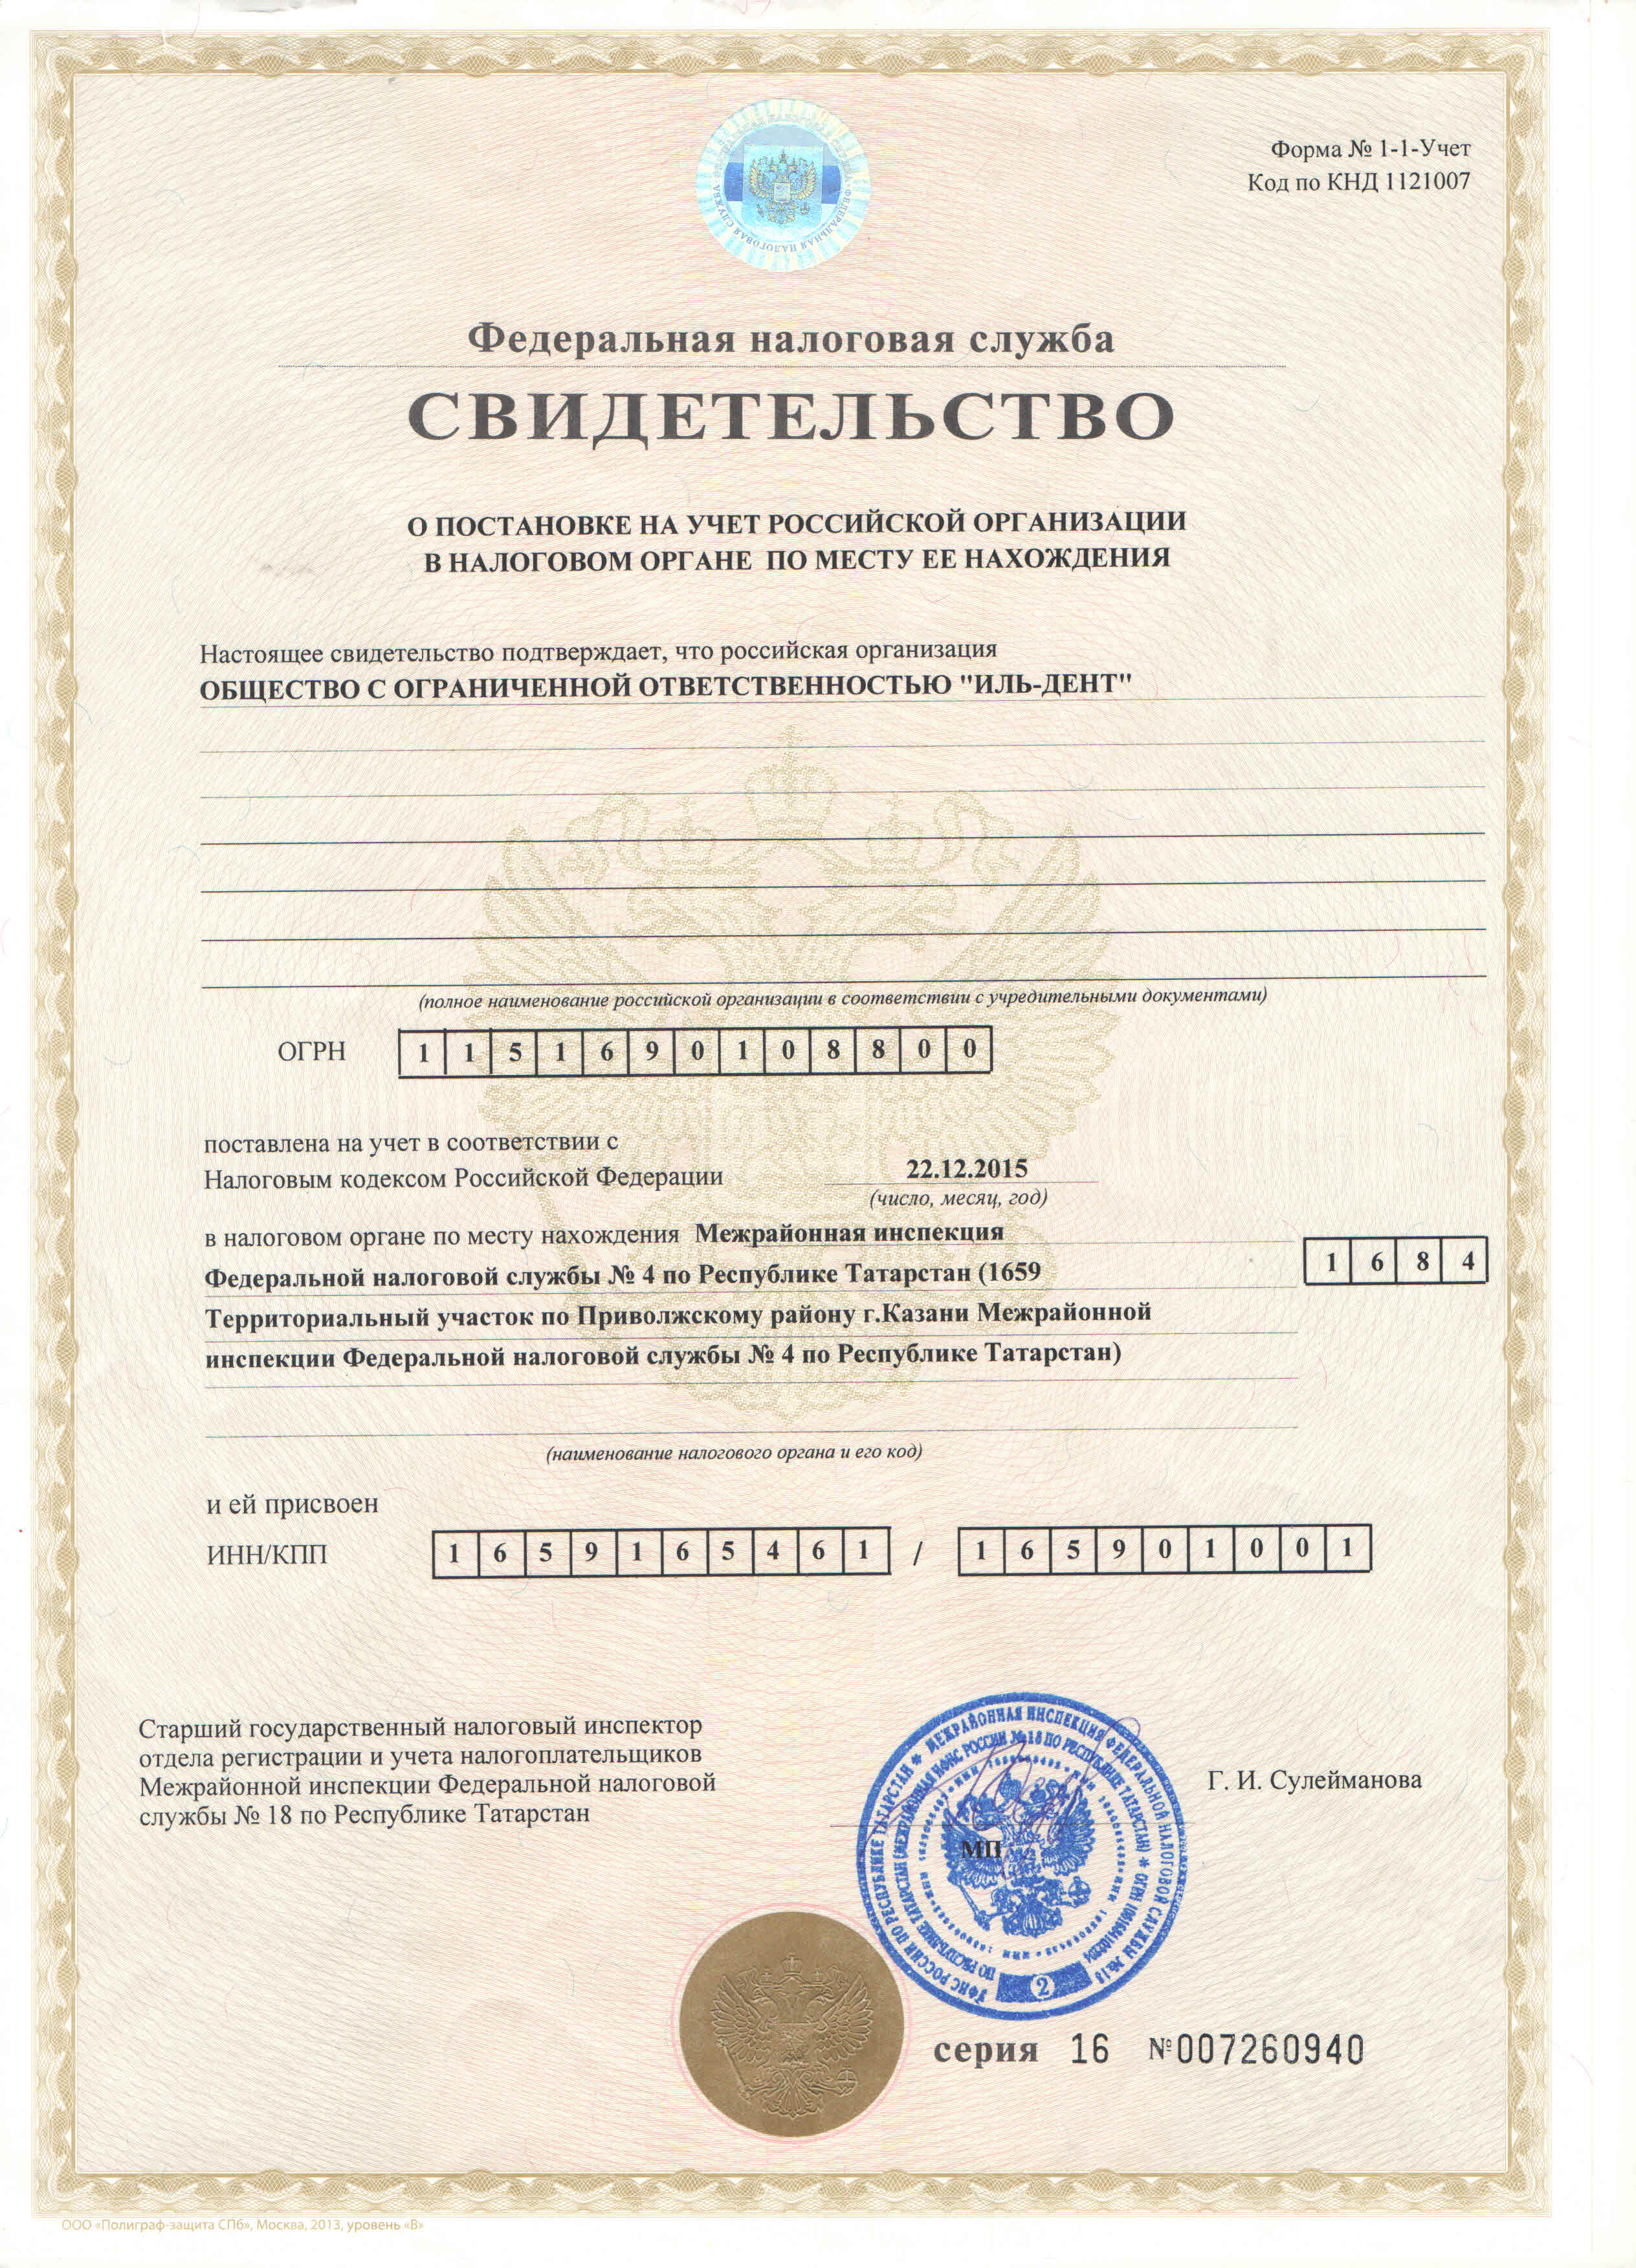 Форма № 1-1-Учет
Код по КНД 1121007
ФЕДЕРАЛЬНАЯ НАЛОГОВАЯ СЛУЖБА
Федеральная налоговая служба
СВИДЕТЕЛЬСТВО
О ПОСТАНОВКЕ НА УЧЕТ РОССИЙСКОЙ ОРГАНИЗАЦИИ
В НАЛОГОВОМ ОРГАНЕ ПО МЕСТУ ЕЕ НАХОЖДЕНИЯ
Настоящее свидетельство подтверждает, что российская организация
ОБЩЕСТВО С ОГРАНИЧЕННОЙ ОТВЕТСТВЕННОСТЬЮ "ИЛЬ-ДЕНТ"
(полное наименование российской организации в соответствии с учредительными документами)
ОГРН 1 1 5 1 6 9 0 1 0 8 8 0 0
поставлена на учет в соответствии с
Налоговым кодексом Российской Федерации 22.12.2015
(число, месяц, год)
в налоговом органе по месту нахождения Межрайонная инспекция
Федеральной налоговой службы № 4 по Республике Татарстан (1659 1 6 8 4
Территориальный участок по Приволжскому району г.Казани Межрайонной
инспекции Федеральной налоговой службы № 4 по Республике Татарстан)
(наименование налогового органа и его код)
и ей присвоен
ИНН/КПП 1 6 5 9 1 6 5 4 6 1 / 1 6 5 9 0 1 0 0 1
Старший государственный налоговый инспектор
отдела регистрации и учета налогоплательщиков
Межрайонной инспекции Федеральной налоговой
службы № 18 по Республике Татарстан
Г. И. Сулейманова
МЕЖРАЙОННАЯ ИНСПЕКЦИЯ ФЕДЕРАЛЬНОЙ НАЛОГОВОЙ СЛУЖБЫ №18
ПО РЕСПУБЛИКЕ ТАТАРСТАН
УФНС РОССИИ ПО РЕСПУБЛИКЕ ТАТАРСТАН
МП
2
серия 16 №007260940
ООО «Полиграф-защита СПб», Москва, 2013, уровень «В»